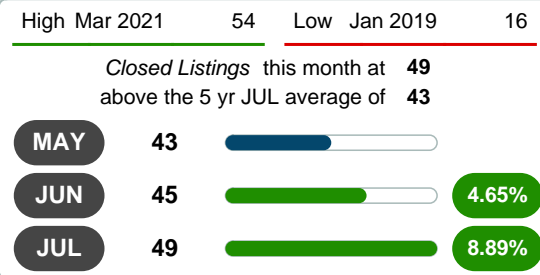 High Mar 2021 54 Low Jan 2019 16
Closed Listings this month at 49
above the 5 yr JUL average of 43
MAY 43
JUN 45 4.65%
JUL 49 8.89%